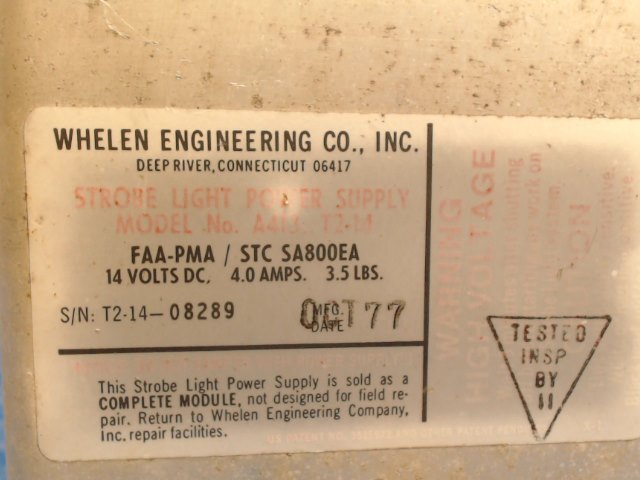 WHELEN ENGINEERING CO., INC.
DEEP RIVER, CONNECTICUT 06417
STROBE LIGHT POWER SUPPLY
MODEL No. T2-14
FAA-PMA / STC SA800EA
14 VOLTS DC. 4.0 AMPS. 3.5 LBS.
S/N: T2-14-08289
MFG. DATE OCT 77
This Strobe Light Power Supply is sold as a
COMPLETE MODULE, not designed for field re-
pair. Return to Whelen Engineering Company,
Inc. repair facilities.
WARNING
HIGH VOLTAGE
TESTED
INSP
BY
11